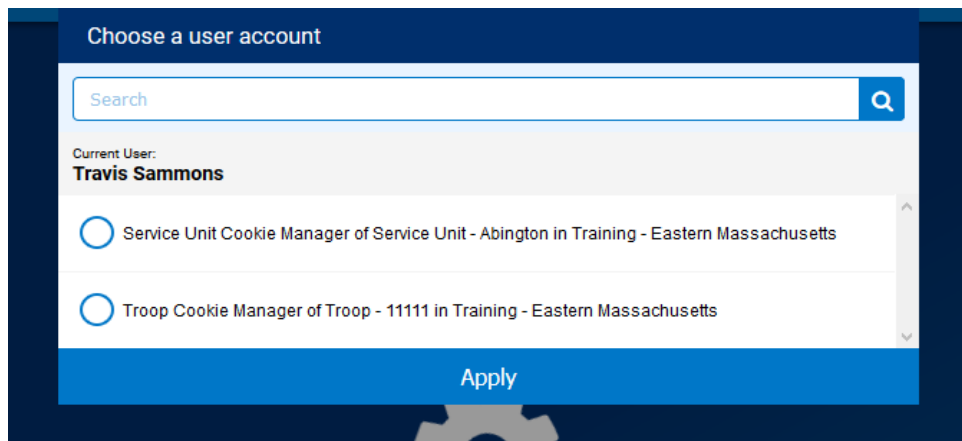 Choose a user account
Search
Current User:
Travis Sammons
Service Unit Cookie Manager of Service Unit - Abington in Training - Eastern Massachusetts
Troop Cookie Manager of Troop - 11111 in Training - Eastern Massachusetts
Apply